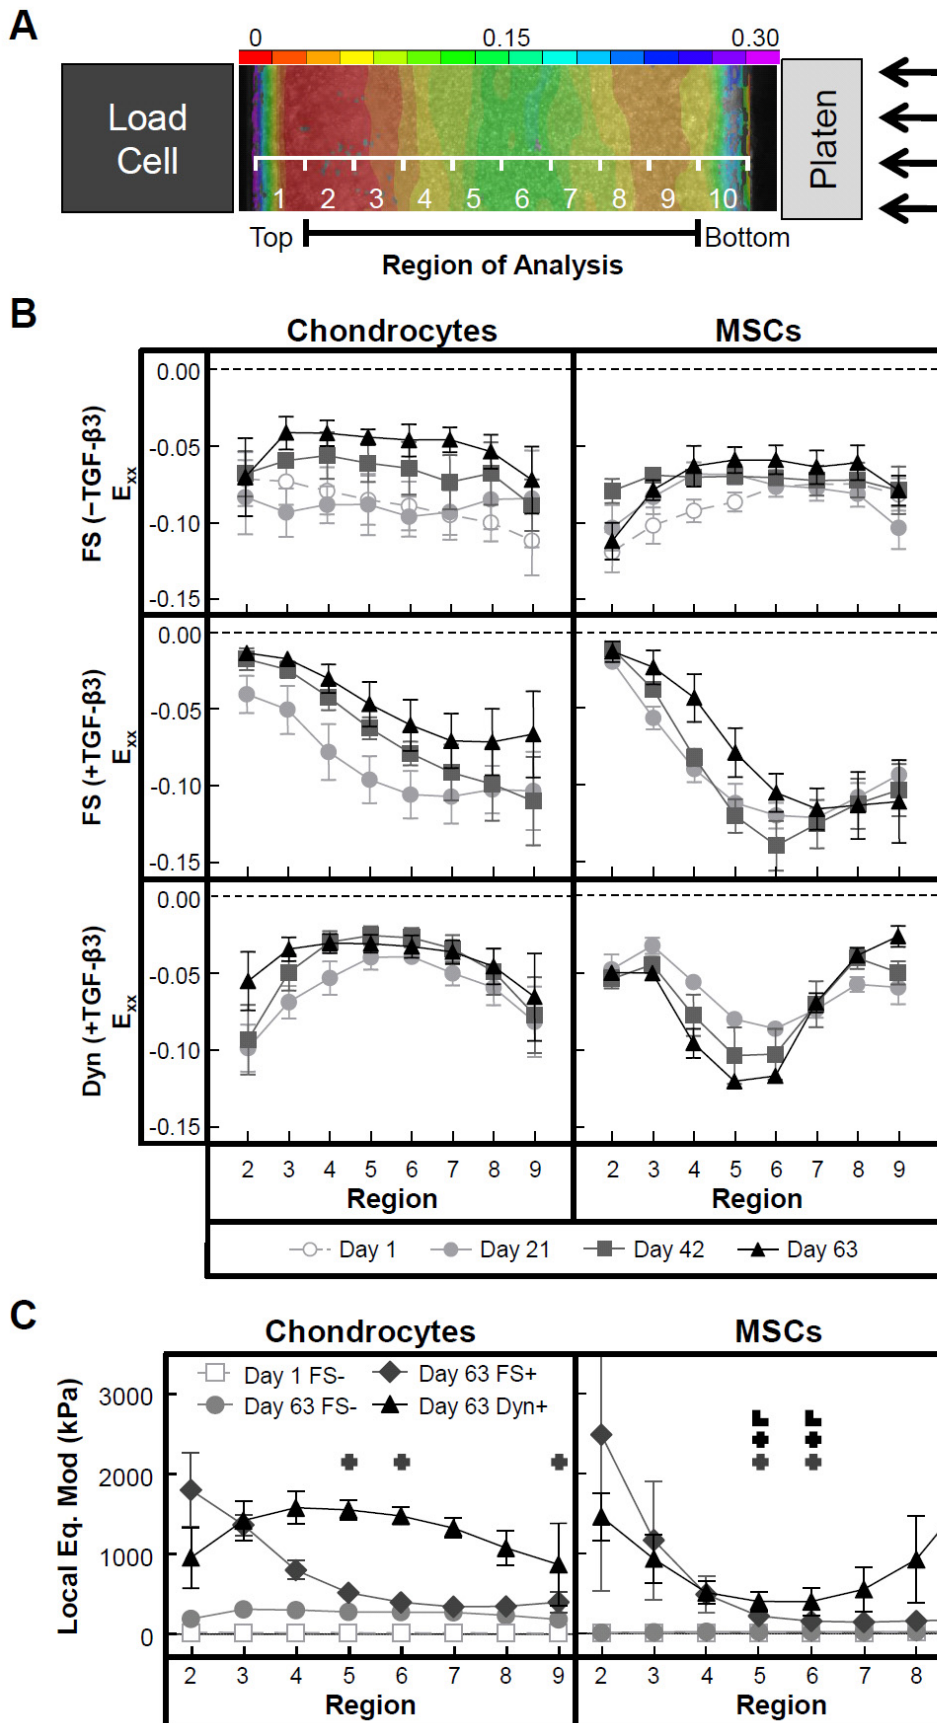 A
0 0.15 0.30
Load
Cell
1 2 3 4 5 6 7 8 9 10
Platen
Top Bottom
Region of Analysis
B
Chondrocytes MSCs
FS (−TGF-β3)
Exx
0.00
-0.05
-0.10
-0.15
FS (+TGF-β3)
Exx
0.00
-0.05
-0.10
-0.15
Dyn (+TGF-β3)
Exx
0.00
-0.05
-0.10
-0.15
2 3 4 5 6 7 8 9 2 3 4 5 6 7 8 9
Region Region
Day 1 Day 21 Day 42 Day 63
C
Chondrocytes MSCs
Local Eq. Mod (kPa)
Day 1 FS- Day 63 FS+
Day 63 FS- Day 63 Dyn+
3000
2000
1000
0
2 3 4 5 6 7 8 9 2 3 4 5 6 7 8
Region Region